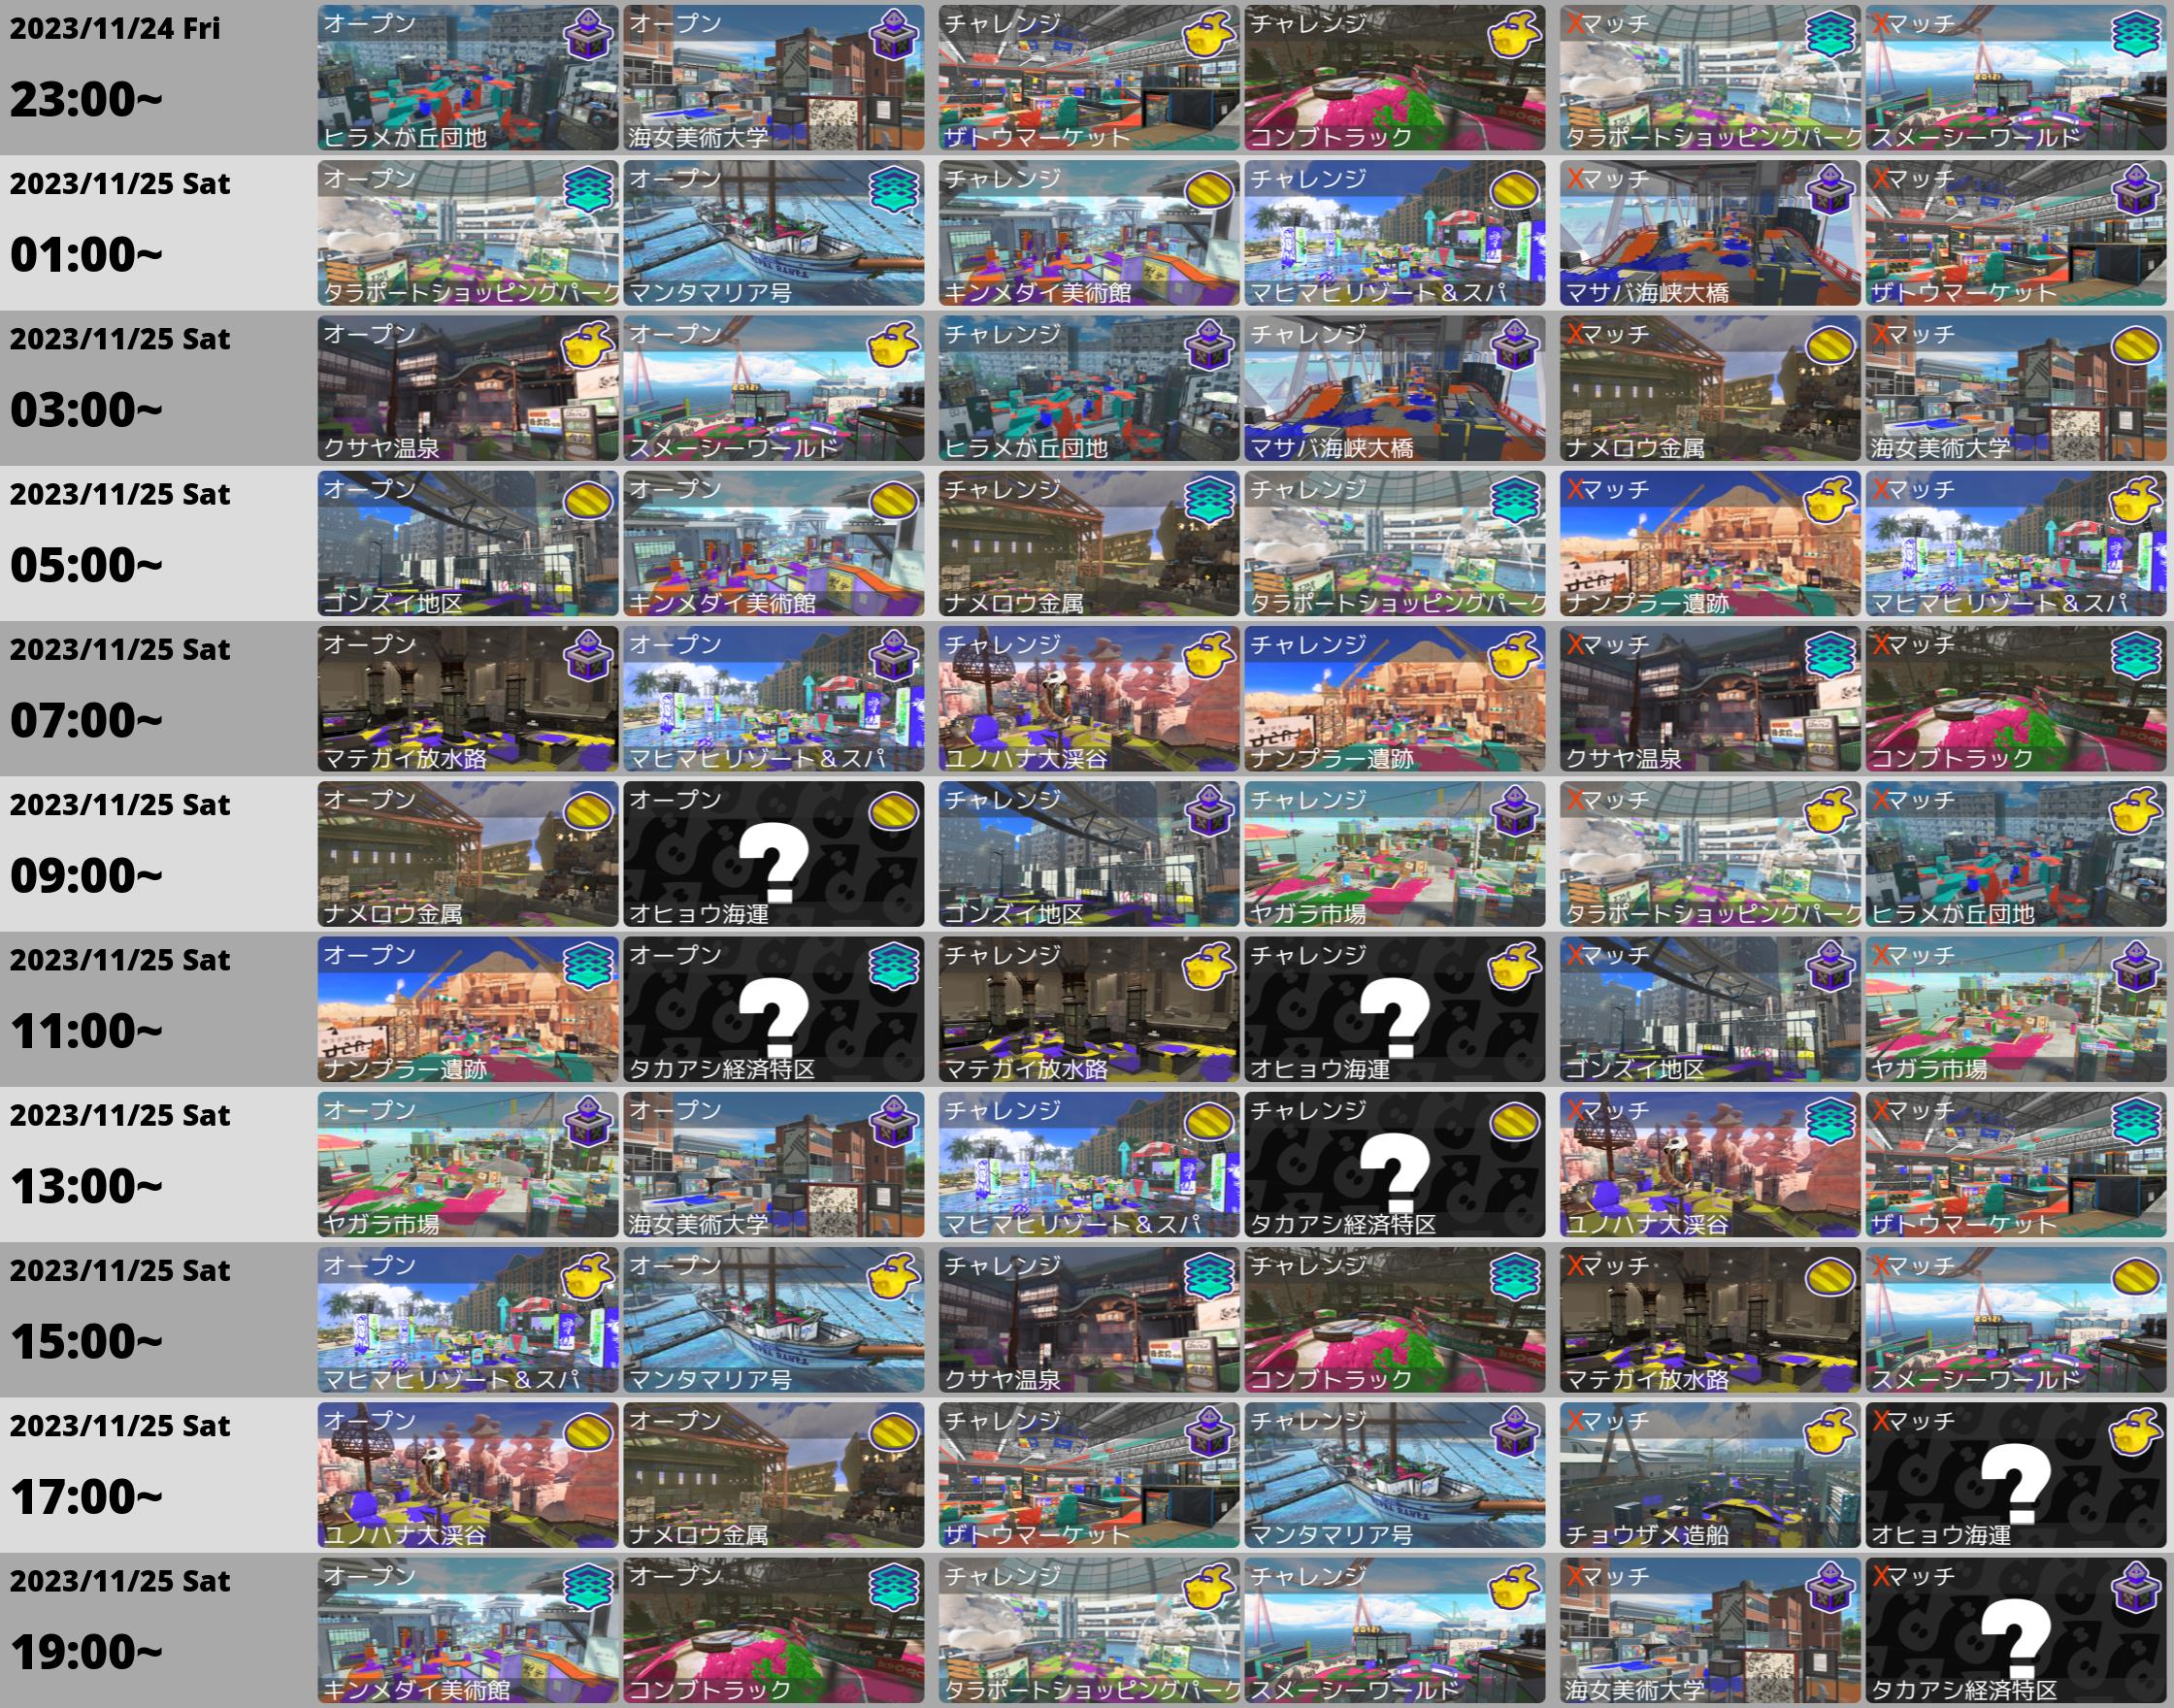 2023/11/24 Fri
23:00~
オープン
ヒラメが丘団地
オープン
海女美術大学
チャレンジ
ザトウマーケット
チャレンジ
コンブトラック
Xマッチ
タラポートショッピングパーク
Xマッチ
スメーシーワールド
2023/11/25 Sat
01:00~
オープン
タラポートショッピングパーク
オープン
マンタマリア号
チャレンジ
キンメダイ美術館
チャレンジ
マヒマヒリゾート&スパ
Xマッチ
マサバ海峡大橋
Xマッチ
ザトウマーケット
2023/11/25 Sat
03:00~
オープン
クサヤ温泉
オープン
スメーシーワールド
チャレンジ
ヒラメが丘団地
チャレンジ
マサバ海峡大橋
Xマッチ
ナメロウ金属
Xマッチ
海女美術大学
2023/11/25 Sat
05:00~
オープン
ゴンズイ地区
オープン
キンメダイ美術館
チャレンジ
ナメロウ金属
チャレンジ
タラポートショッピングパーク
Xマッチ
ナンプラー遺跡
Xマッチ
マヒマヒリゾート&スパ
2023/11/25 Sat
07:00~
オープン
マテガイ放水路
オープン
マヒマヒリゾート&スパ
チャレンジ
ユノハナ大渓谷
チャレンジ
ナンプラー遺跡
Xマッチ
クサヤ温泉
Xマッチ
コンブトラック
2023/11/25 Sat
09:00~
オープン
ナメロウ金属
オープン
?
オヒョウ海運
チャレンジ
ゴンズイ地区
チャレンジ
ヤガラ市場
Xマッチ
タラポートショッピングパーク
Xマッチ
ヒラメが丘団地
2023/11/25 Sat
11:00~
オープン
ナンプラー遺跡
オープン
?
タカアシ経済特区
チャレンジ
マテガイ放水路
チャレンジ
?
オヒョウ海運
Xマッチ
ゴンズイ地区
Xマッチ
ヤガラ市場
2023/11/25 Sat
13:00~
オープン
ヤガラ市場
オープン
海女美術大学
チャレンジ
マヒマヒリゾート&スパ
チャレンジ
?
タカアシ経済特区
Xマッチ
ユノハナ大渓谷
Xマッチ
ザトウマーケット
2023/11/25 Sat
15:00~
オープン
マヒマヒリゾート&スパ
オープン
マンタマリア号
チャレンジ
クサヤ温泉
チャレンジ
コンブトラック
Xマッチ
マテガイ放水路
Xマッチ
スメーシーワールド
2023/11/25 Sat
17:00~
オープン
ユノハナ大渓谷
オープン
ナメロウ金属
チャレンジ
ザトウマーケット
チャレンジ
マンタマリア号
Xマッチ
チョウザメ造船
Xマッチ
?
オヒョウ海運
2023/11/25 Sat
19:00~
オープン
キンメダイ美術館
オープン
コンブトラック
チャレンジ
タラポートショッピングパーク
チャレンジ
スメーシーワールド
Xマッチ
海女美術大学
Xマッチ
?
タカアシ経済特区